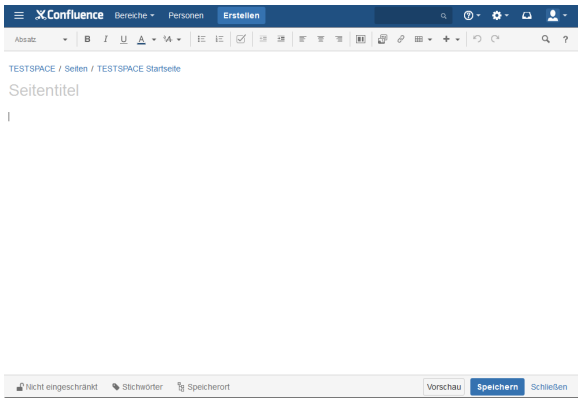 Confluence Bereiche Personen Erstellen
Absatz B I U A ?
TESTSPACE / Seiten / TESTSPACE Startseite
Seitentitel
Nicht eingeschränkt Stichwörter Speicherort Vorschau Speichern Schließen